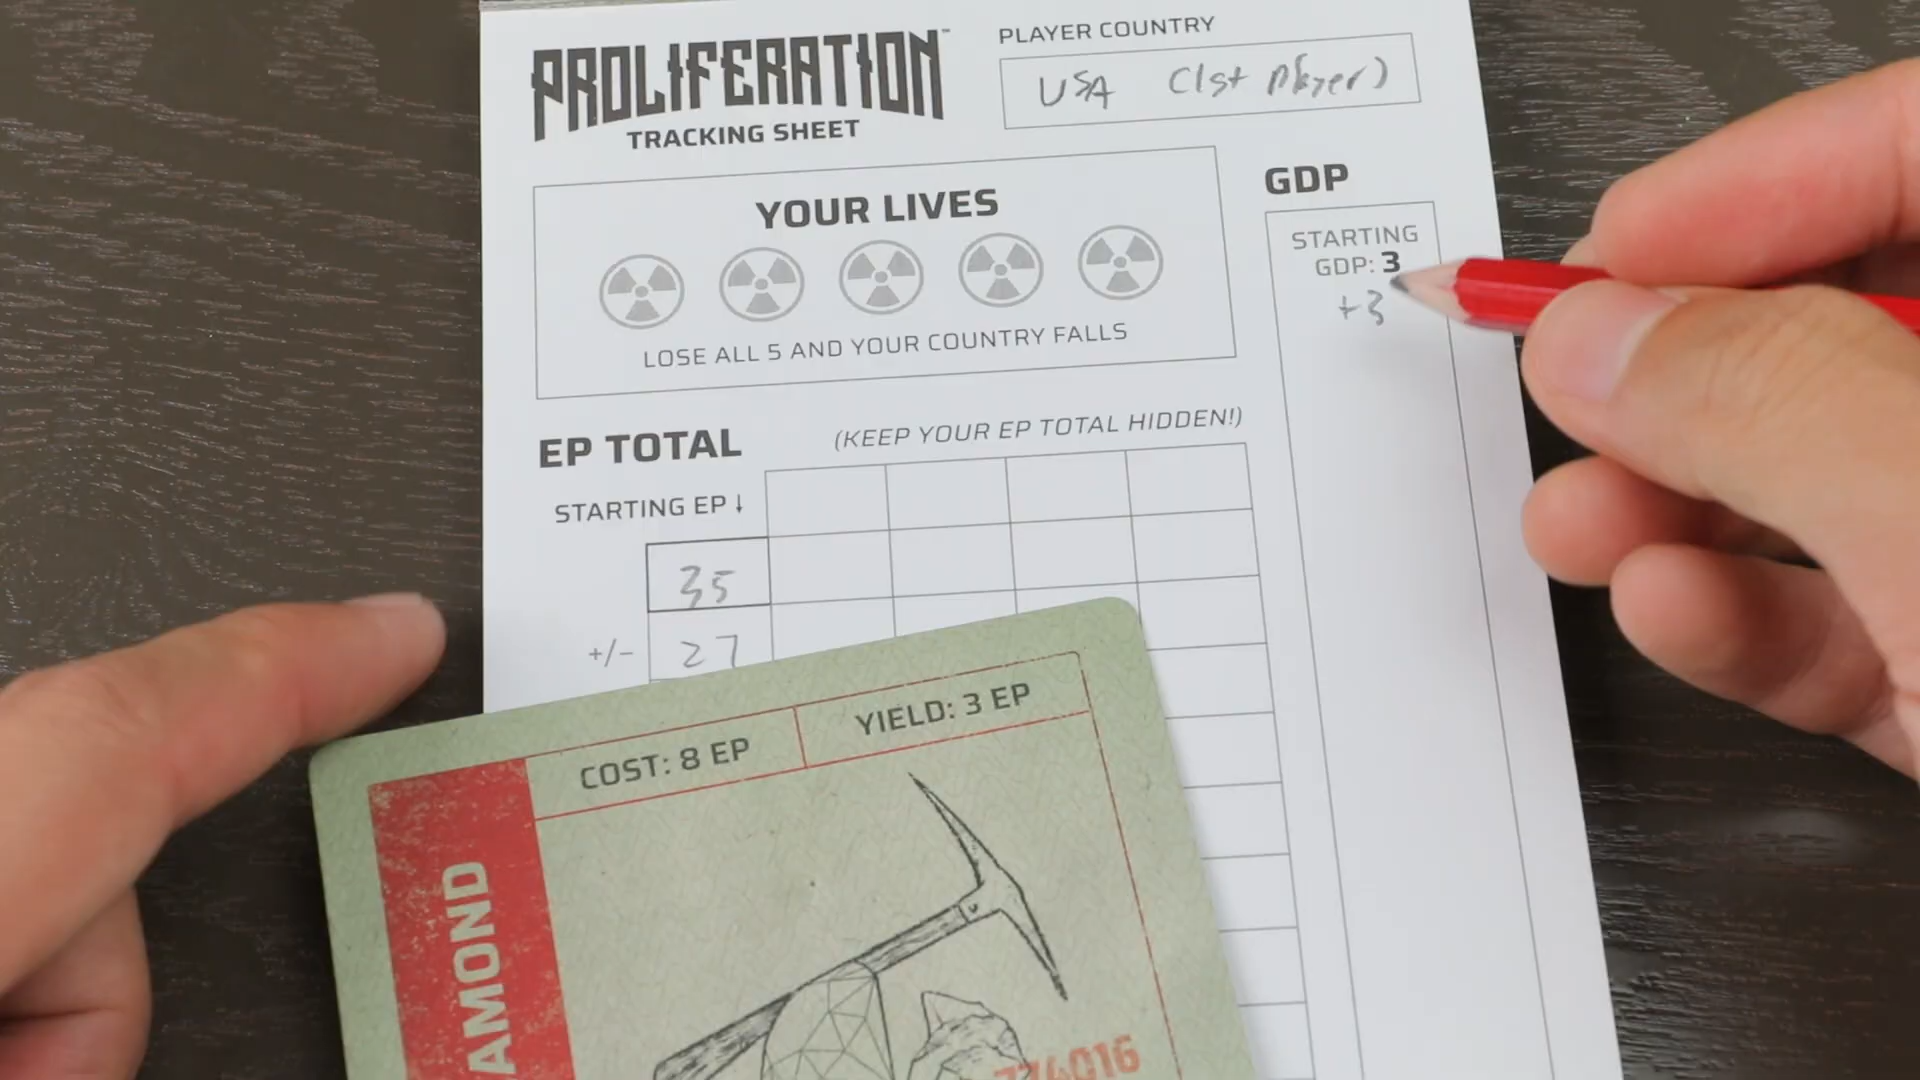 PROLIFERATION™
TRACKING SHEET
PLAYER COUNTRY
USA (1st Player)
YOUR LIVES
LOSE ALL 5 AND YOUR COUNTRY FALLS
GDP
STARTING
GDP: 3
+3
EP TOTAL
(KEEP YOUR EP TOTAL HIDDEN!)
STARTING EP ↓
35
+/-
27
COST: 8 EP
YIELD: 3 EP
AMOND
774016